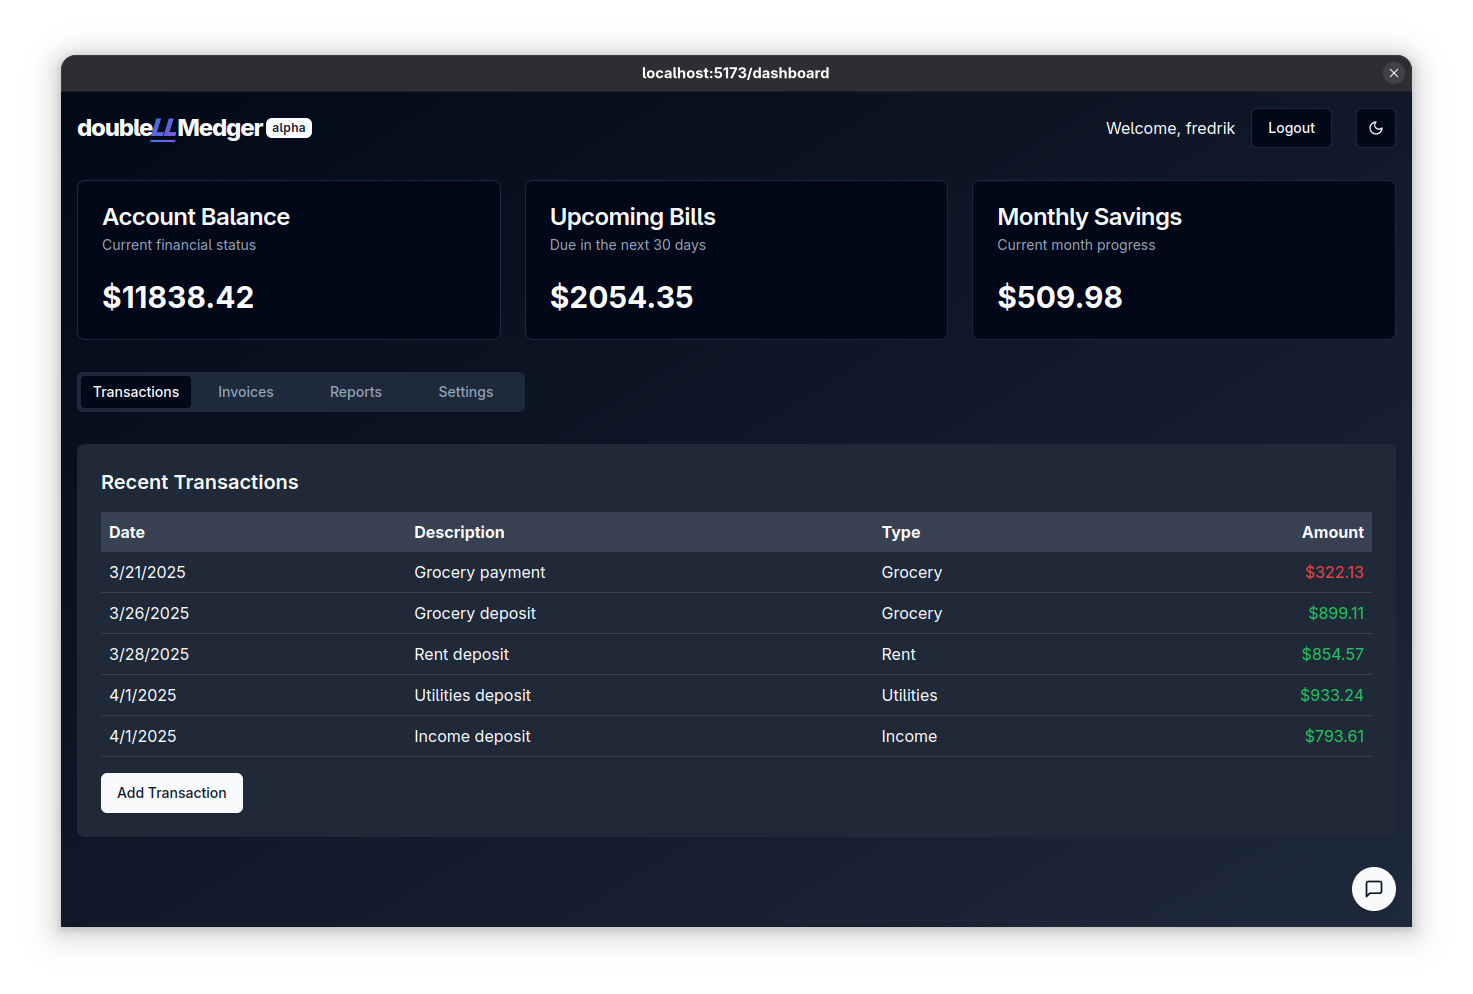 localhost:5173/dashboard
doubleLLMedger alpha
Welcome, fredrik
Logout
Account Balance
Current financial status
$11838.42
Upcoming Bills
Due in the next 30 days
$2054.35
Monthly Savings
Current month progress
$509.98
Transactions Invoices Reports Settings
Recent Transactions
Date Description Type Amount
3/21/2025 Grocery payment Grocery $322.13
3/26/2025 Grocery deposit Grocery $899.11
3/28/2025 Rent deposit Rent $854.57
4/1/2025 Utilities deposit Utilities $933.24
4/1/2025 Income deposit Income $793.61
Add Transaction